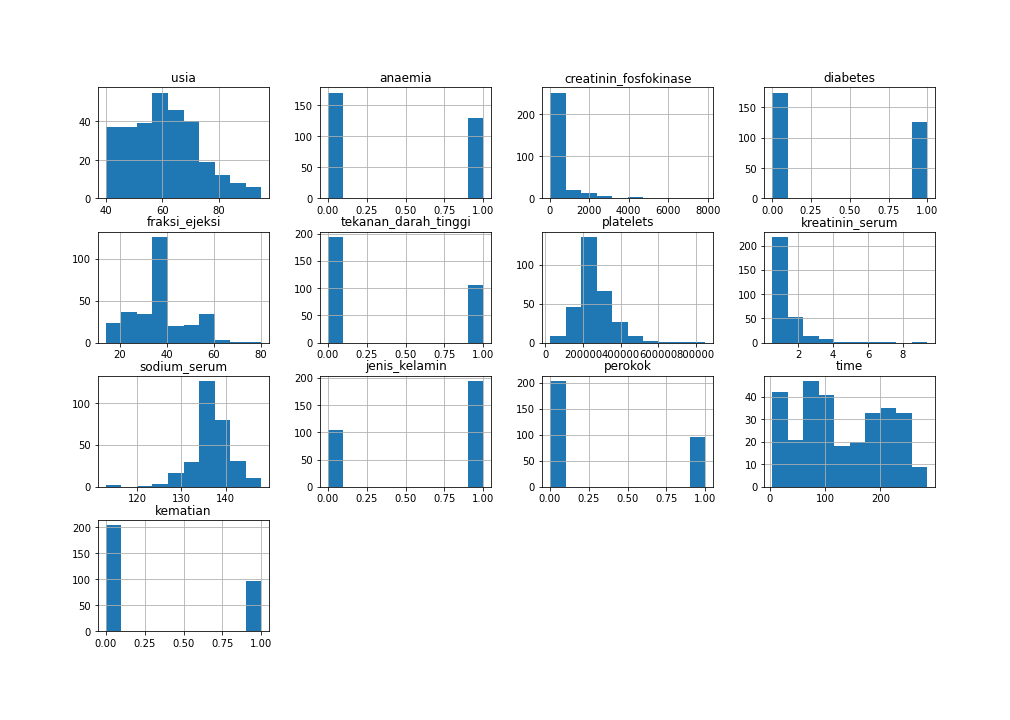 usia
anaemia
creatinin_fosfokinase
diabetes
40
20
0
40 60 80
150
100
50
0
0.00 0.25 0.50 0.75 1.00
200
100
0
0 2000 4000 6000 8000
150
100
50
0
0.00 0.25 0.50 0.75 1.00
fraksi_ejeksi
tekanan_darah_tinggi
platelets
kreatinin_serum
100
50
0
20 40 60 80
200
150
100
50
0
0.00 0.25 0.50 0.75 1.00
100
50
0
0 200000 400000 600000 800000
200
150
100
50
0
2 4 6 8
sodium_serum
jenis_kelamin
perokok
time
100
50
0
120 130 140
200
150
100
50
0
0.00 0.25 0.50 0.75 1.00
200
150
100
50
0
0.00 0.25 0.50 0.75 1.00
40
30
20
10
0
0 100 200
kematian
200
150
100
50
0
0.00 0.25 0.50 0.75 1.00